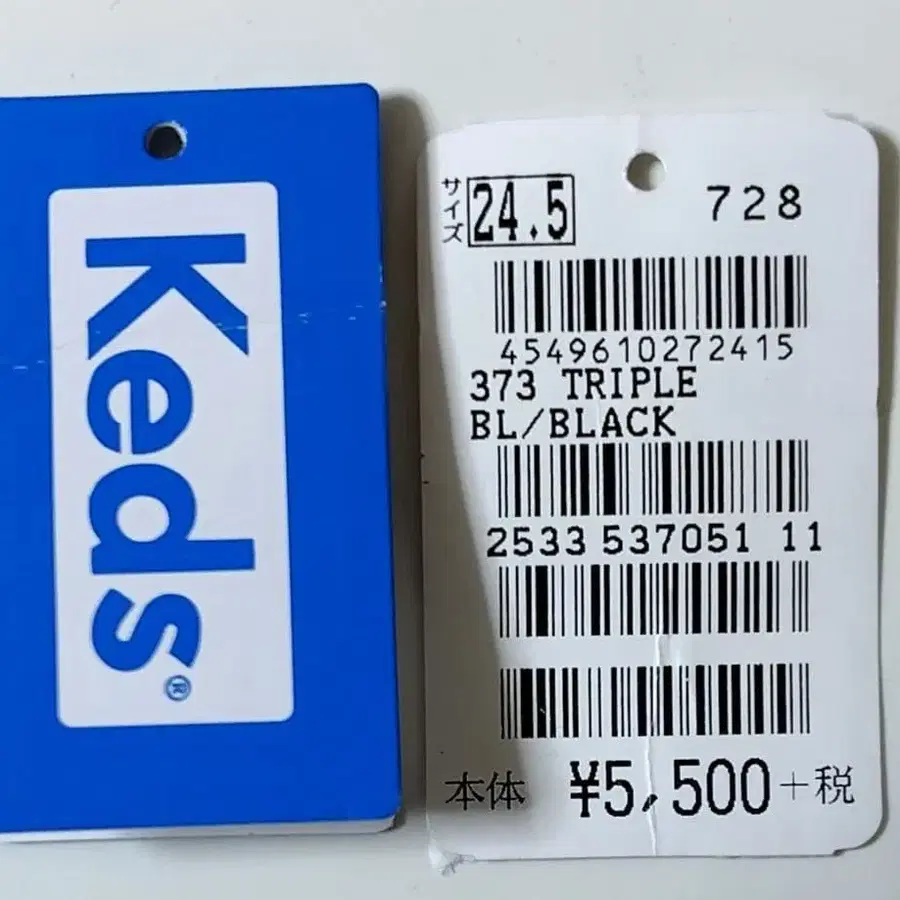 Keds®
サイズ 24.5 728
4549610272415
373 TRIPLE
BL/BLACK
2533 537051 11
本体 ¥5,500+税